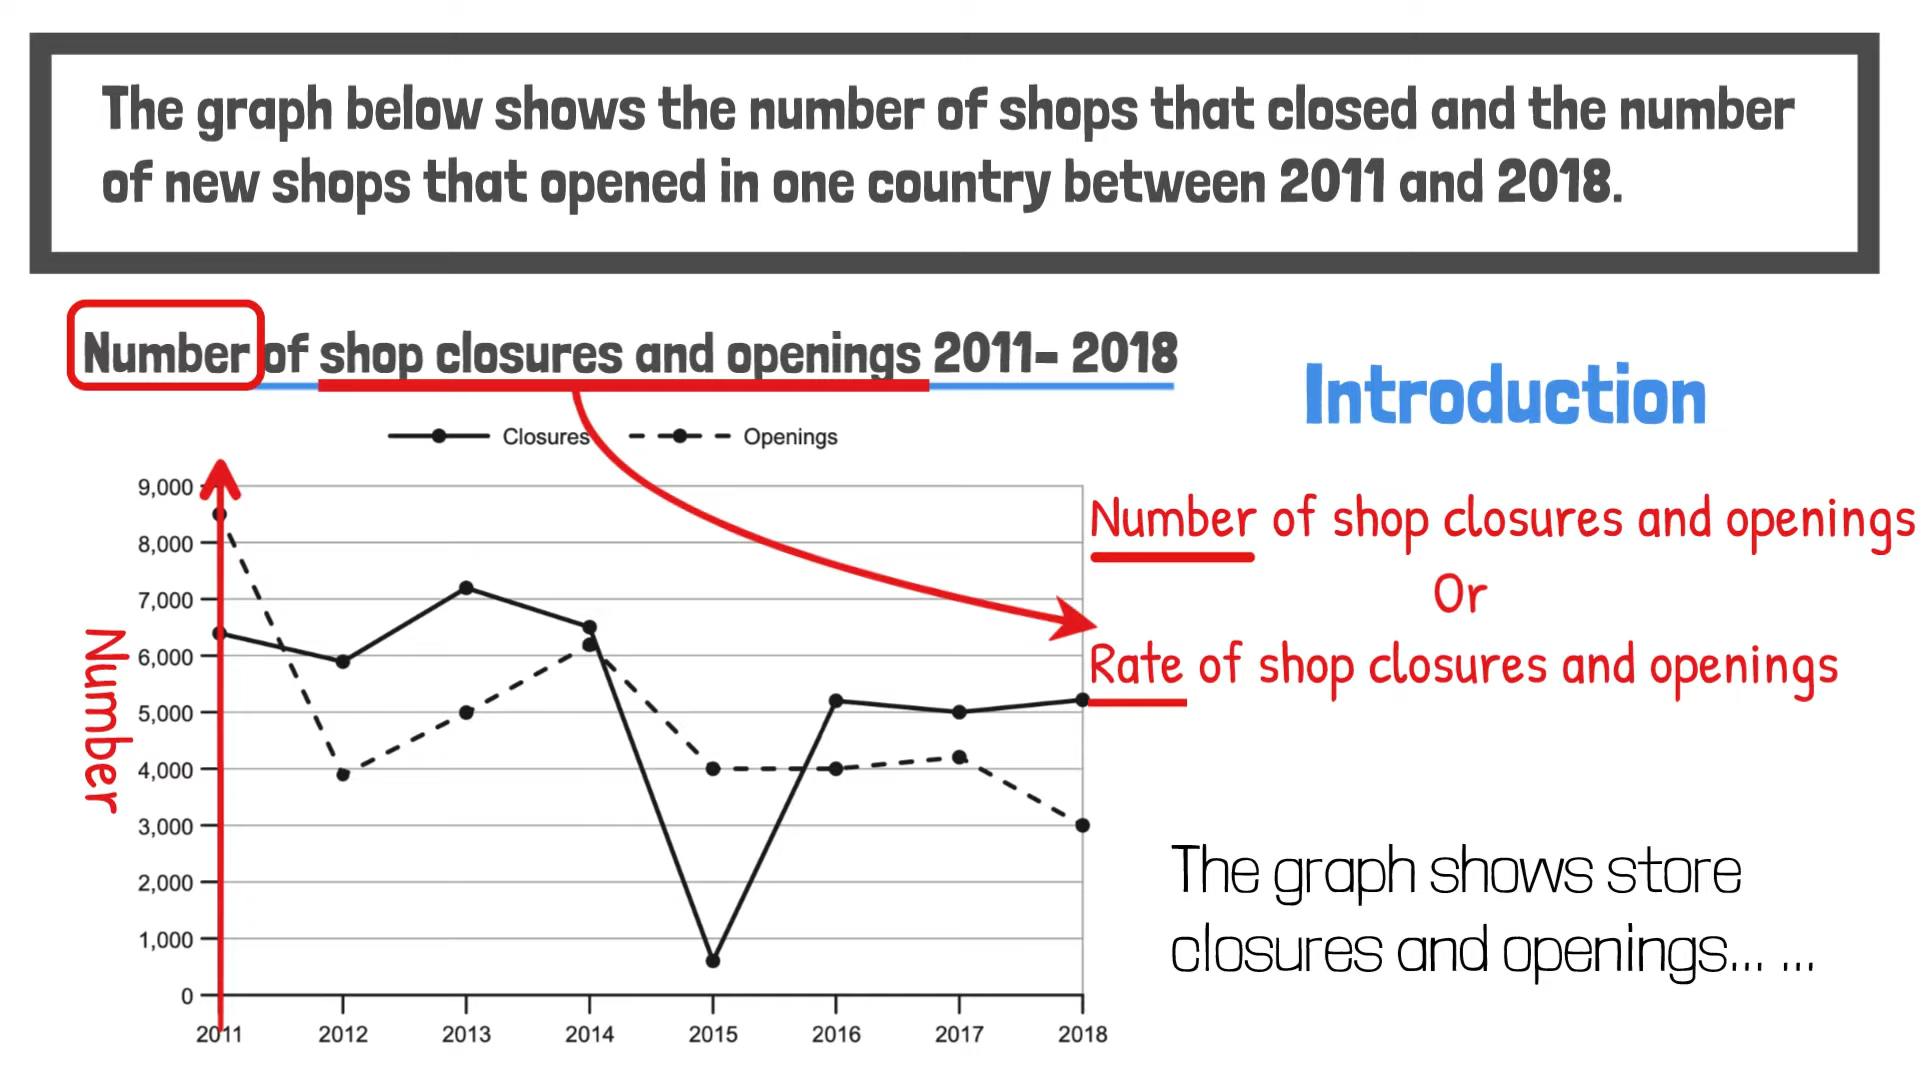 The graph below shows the number of shops that closed and the number
of new shops that opened in one country between 2011 and 2018.
Number of shop closures and openings 2011- 2018
Introduction
Closures
Openings
9,000
8,000
7,000
6,000
5,000
4,000
3,000
2,000
1,000
0
Number
2011 2012 2013 2014 2015 2016 2017 2018
Number of shop closures and openings
Or
Rate of shop closures and openings
The graph shows store
closures and openings... ...